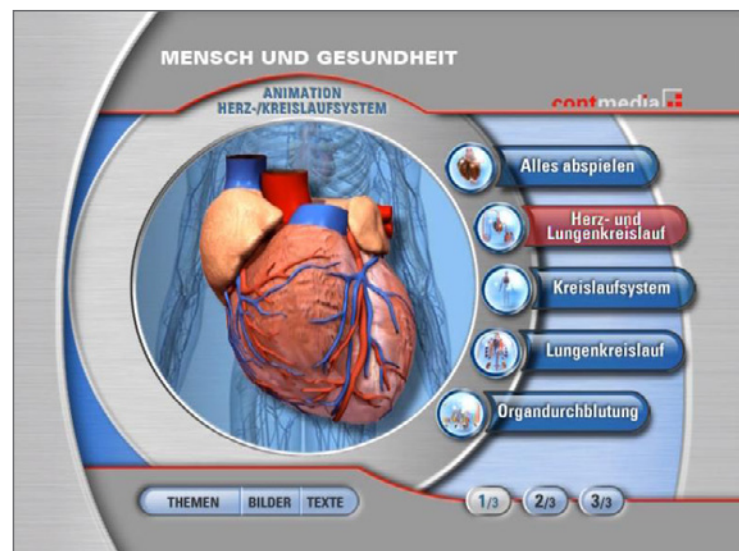 MENSCH UND GESUNDHEIT
ANIMATION
HERZ-/KREISLAUFSYSTEM
contmedia
Alles abspielen
Herz- und
Lungenkreislauf
Kreislaufsystem
Lungenkreislauf
Organdurchblutung
THEMEN BILDER TEXTE
1/3 2/3 3/3